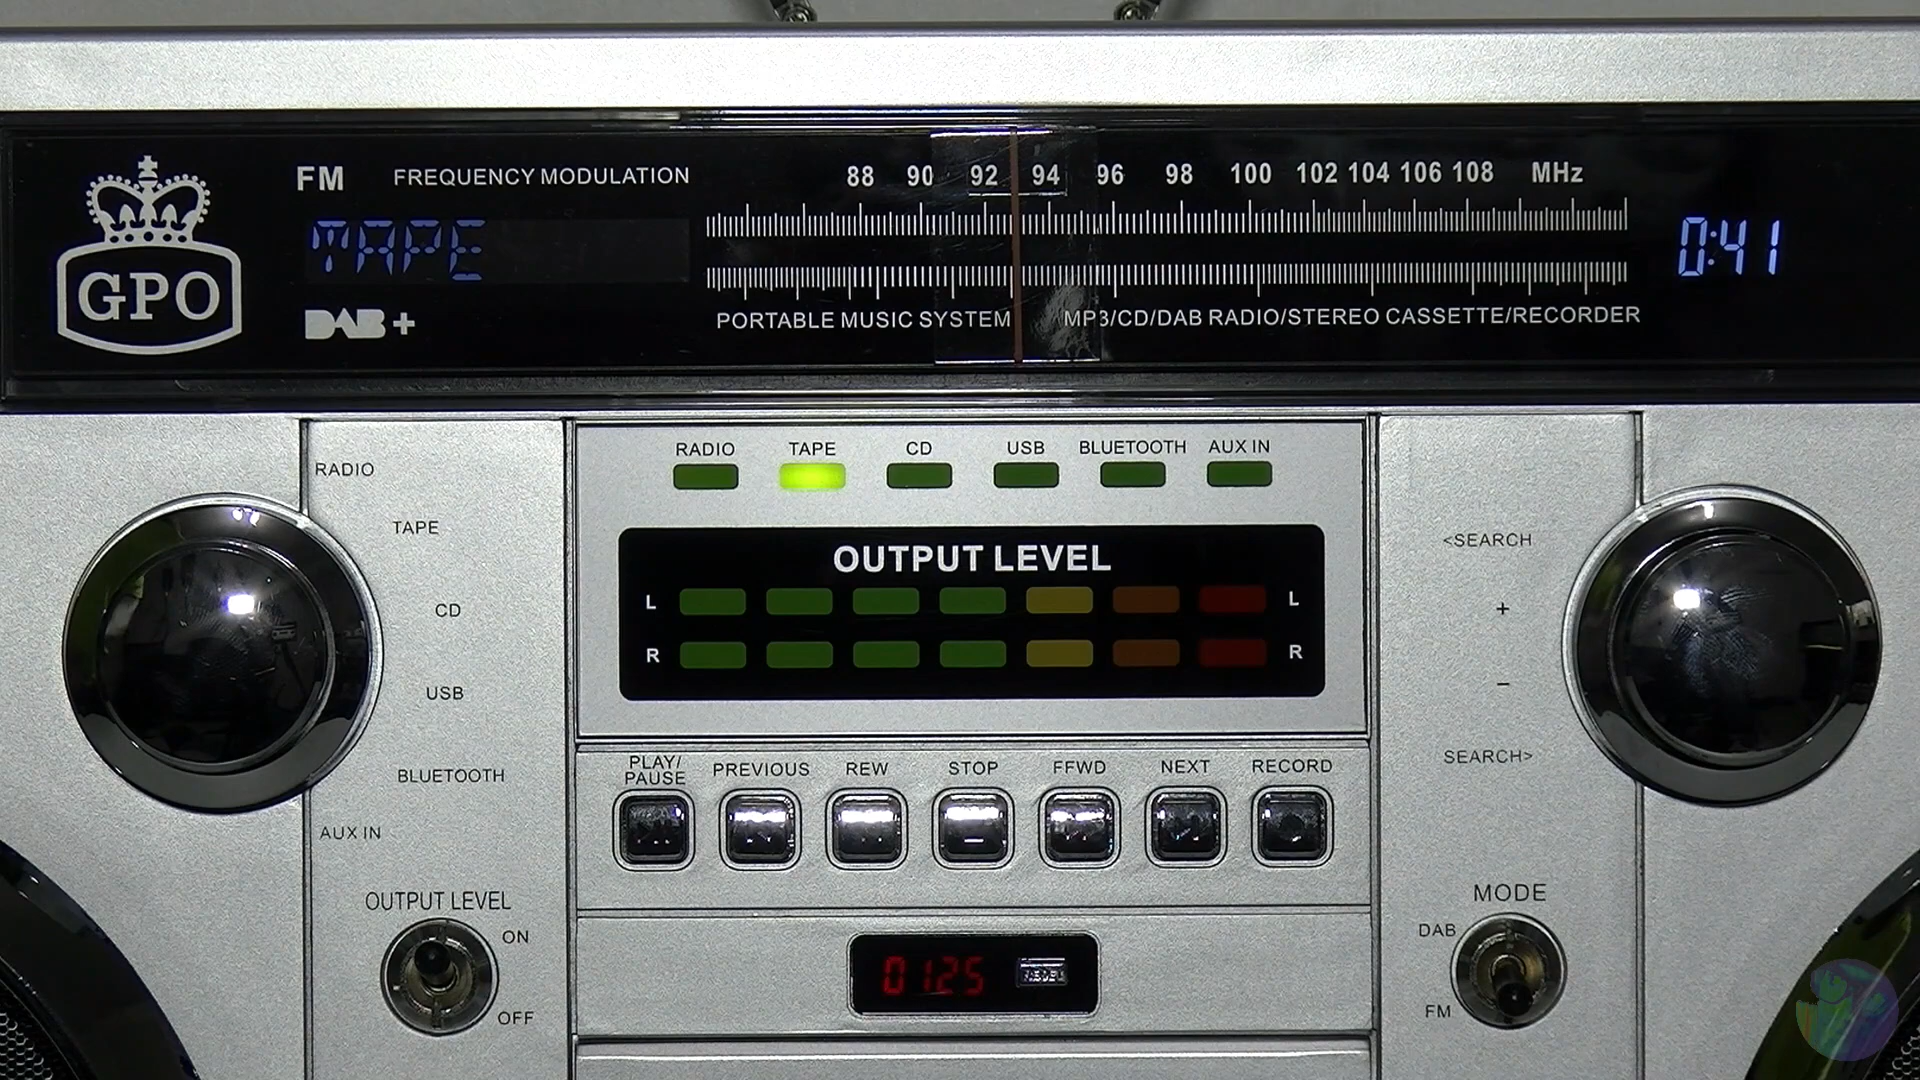 FM FREQUENCY MODULATION
88 90 92 94 96 98 100 102 104 106 108 MHz
TAPE
0:41
GPO
DAB+
PORTABLE MUSIC SYSTEM MP3/CD/DAB RADIO/STEREO CASSETTE/RECORDER
RADIO TAPE CD USB BLUETOOTH AUX IN
RADIO
TAPE
CD
USB
BLUETOOTH
AUX IN
OUTPUT LEVEL
L L
R R
<SEARCH
+
−
SEARCH>
PLAY/
PAUSE
PREVIOUS REW STOP FFWD NEXT RECORD
OUTPUT LEVEL
ON
OFF
0125
MODE
DAB
FM